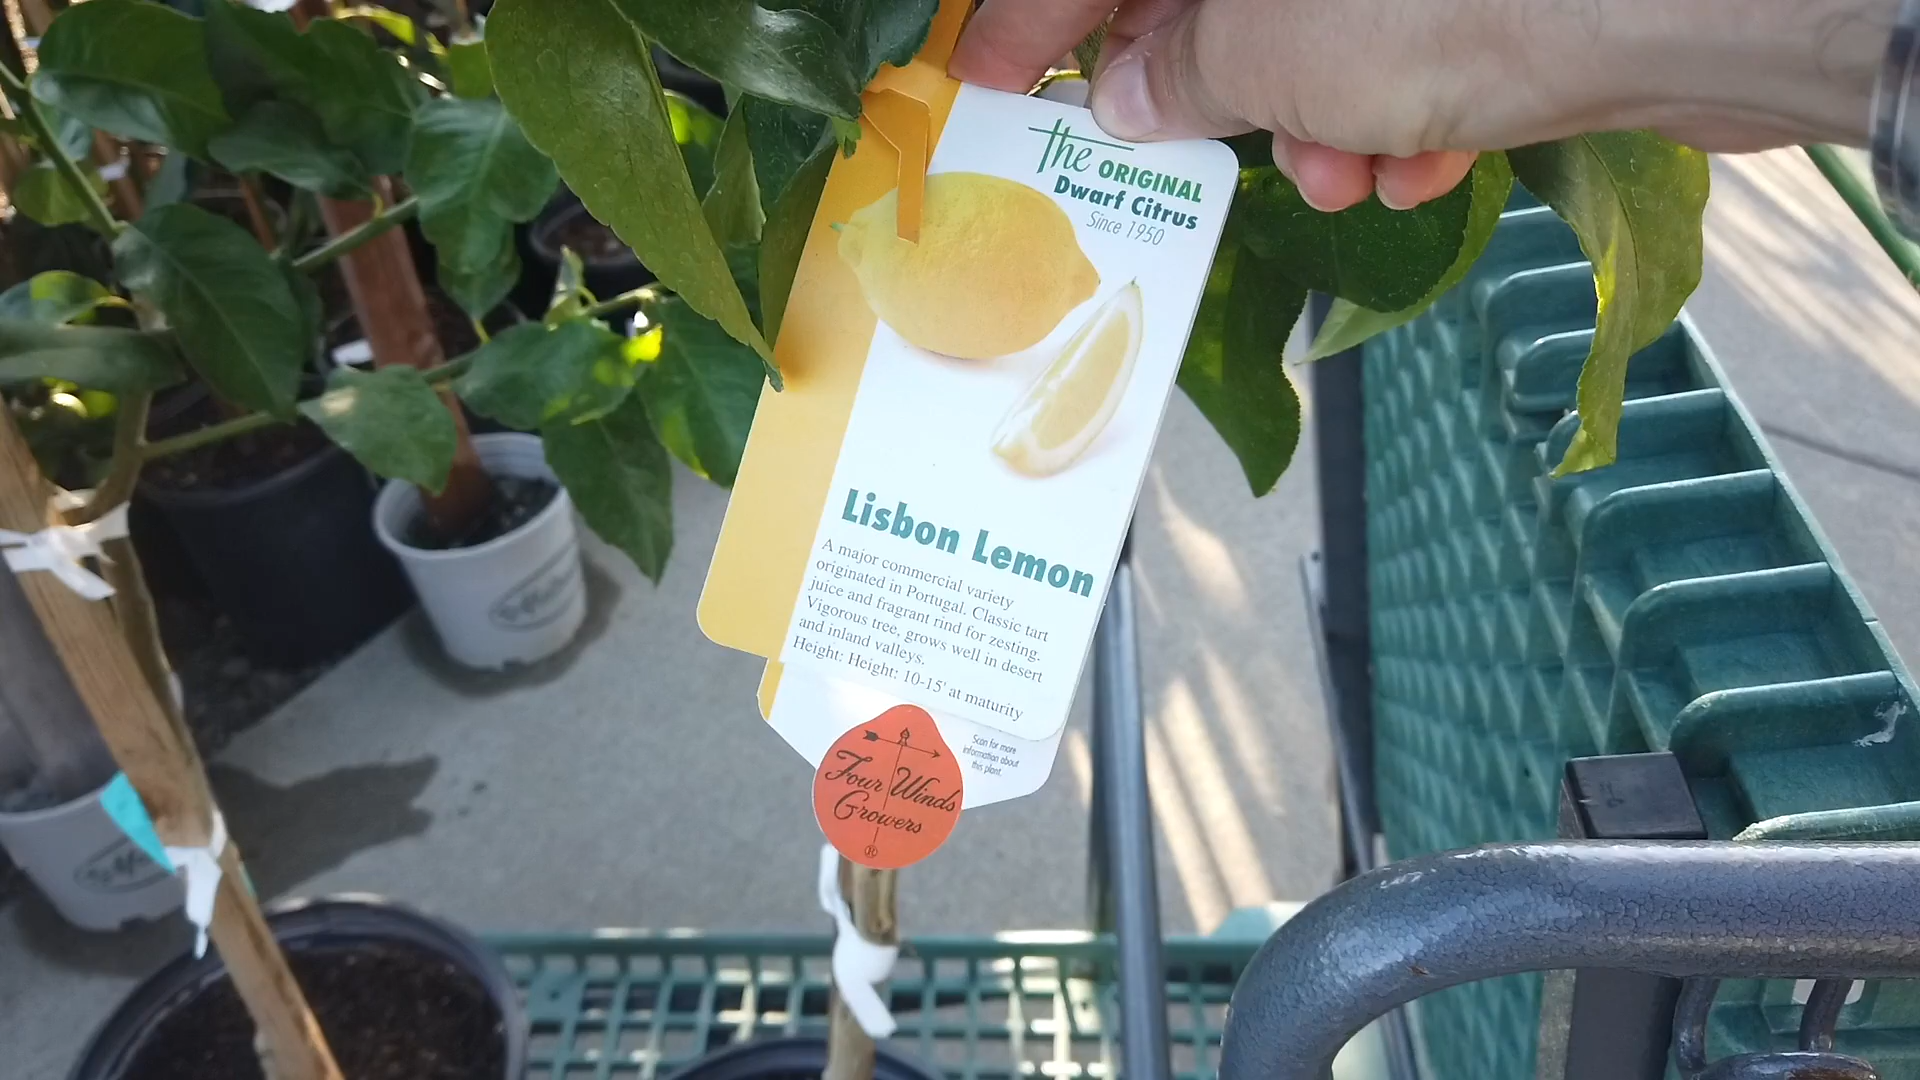 the ORIGINAL
Dwarf Citrus
Since 1950
Lisbon Lemon
A major commercial variety
originated in Portugal. Classic tart
juice and fragrant rind for zesting.
Vigorous tree, grows well in desert
and inland valleys.
Height: Height: 10-15' at maturity
Scan for more
information about
this plant.
Four Winds
Growers
®